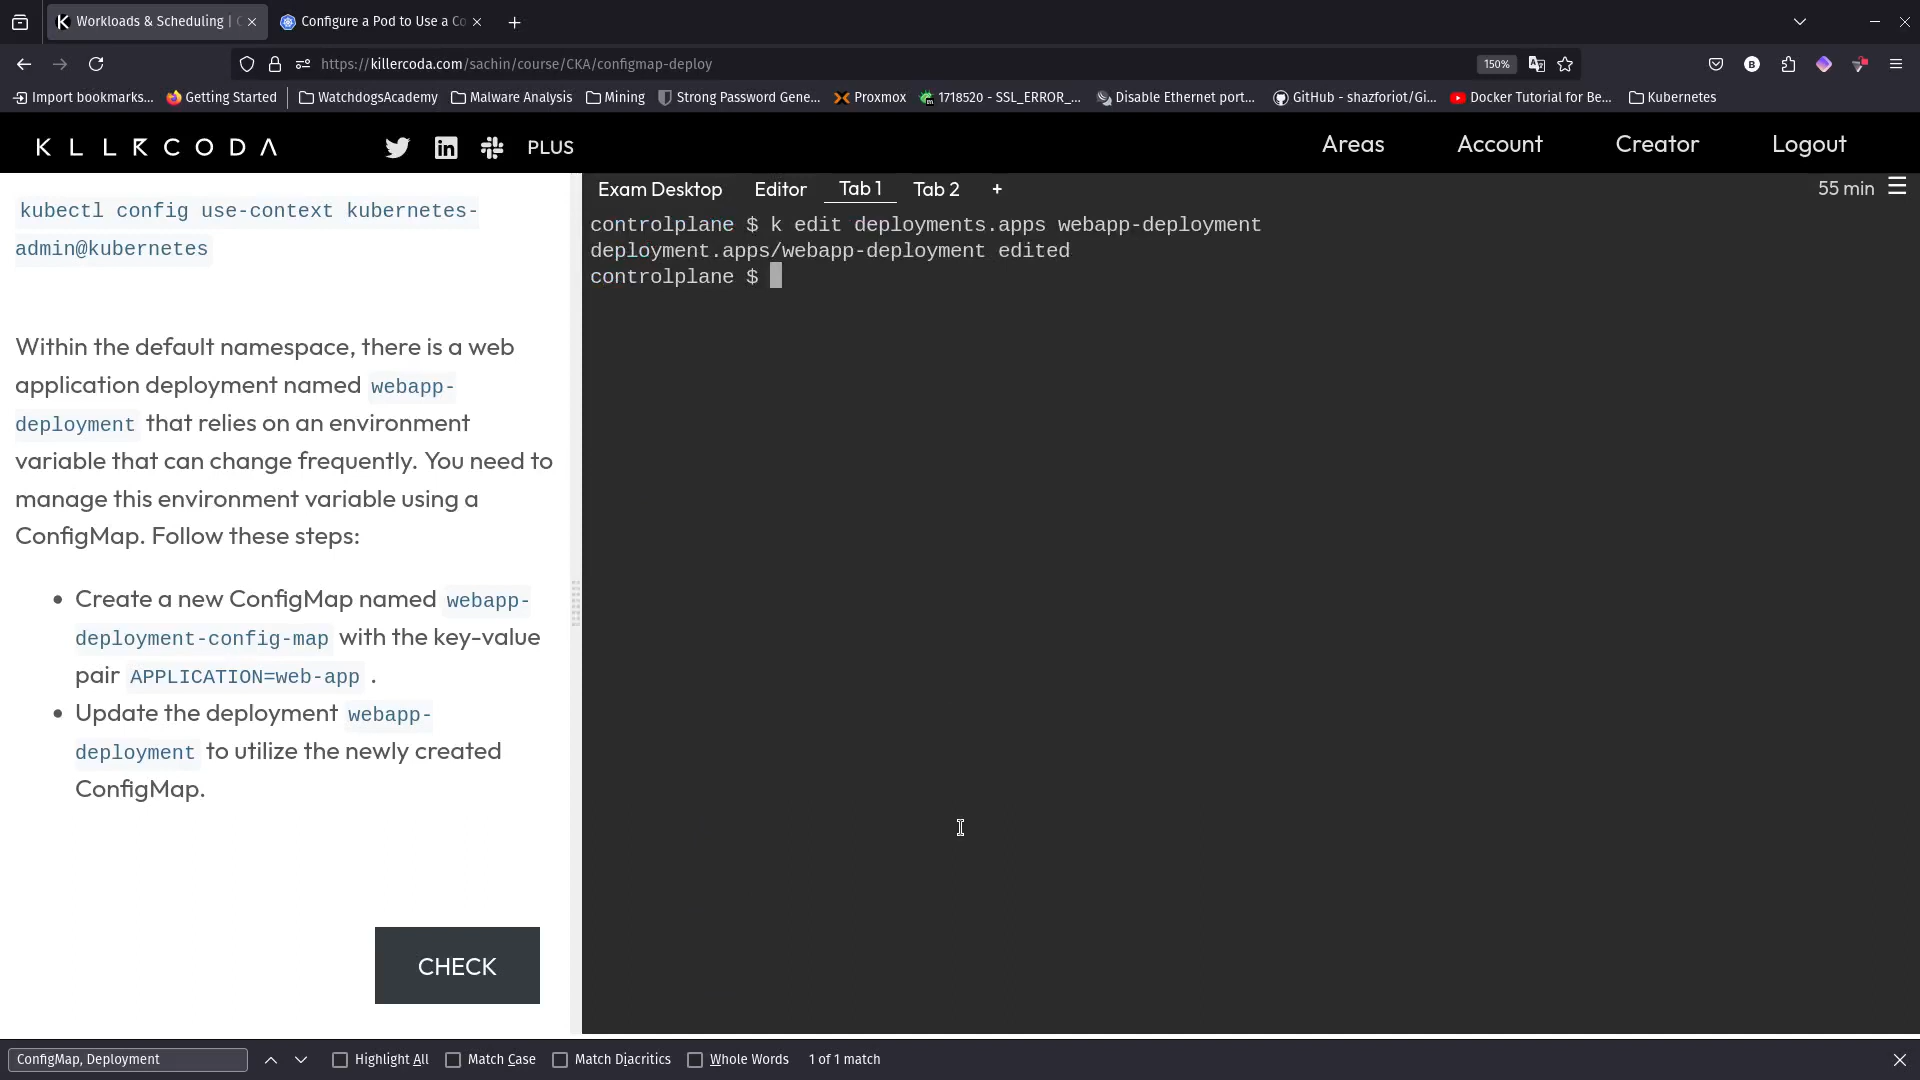 Workloads & Scheduling | C
Configure a Pod to Use a Co
https://killercoda.com/sachin/course/CKA/configmap-deploy
150%
Import bookmarks...
Getting Started
WatchdogsAcademy
Malware Analysis
Mining
Strong Password Gene...
Proxmox
1718520 - SSL_ERROR_...
Disable Ethernet port...
GitHub - shazforiot/Gi...
Docker Tutorial for Be...
Kubernetes
KLLRCODA
PLUS
Areas
Account
Creator
Logout
kubectl config use-context kubernetes-
admin@kubernetes
Within the default namespace, there is a web
application deployment named webapp-
deployment that relies on an environment
variable that can change frequently. You need to
manage this environment variable using a
ConfigMap. Follow these steps:
• Create a new ConfigMap named webapp-
deployment-config-map with the key-value
pair APPLICATION=web-app .
• Update the deployment webapp-
deployment to utilize the newly created
ConfigMap.
CHECK
Exam Desktop
Editor
Tab 1
Tab 2
+
55 min
controlplane $ k edit deployments.apps webapp-deployment
deployment.apps/webapp-deployment edited
controlplane $
ConfigMap, Deployment
Highlight All
Match Case
Match Diacritics
Whole Words
1 of 1 match